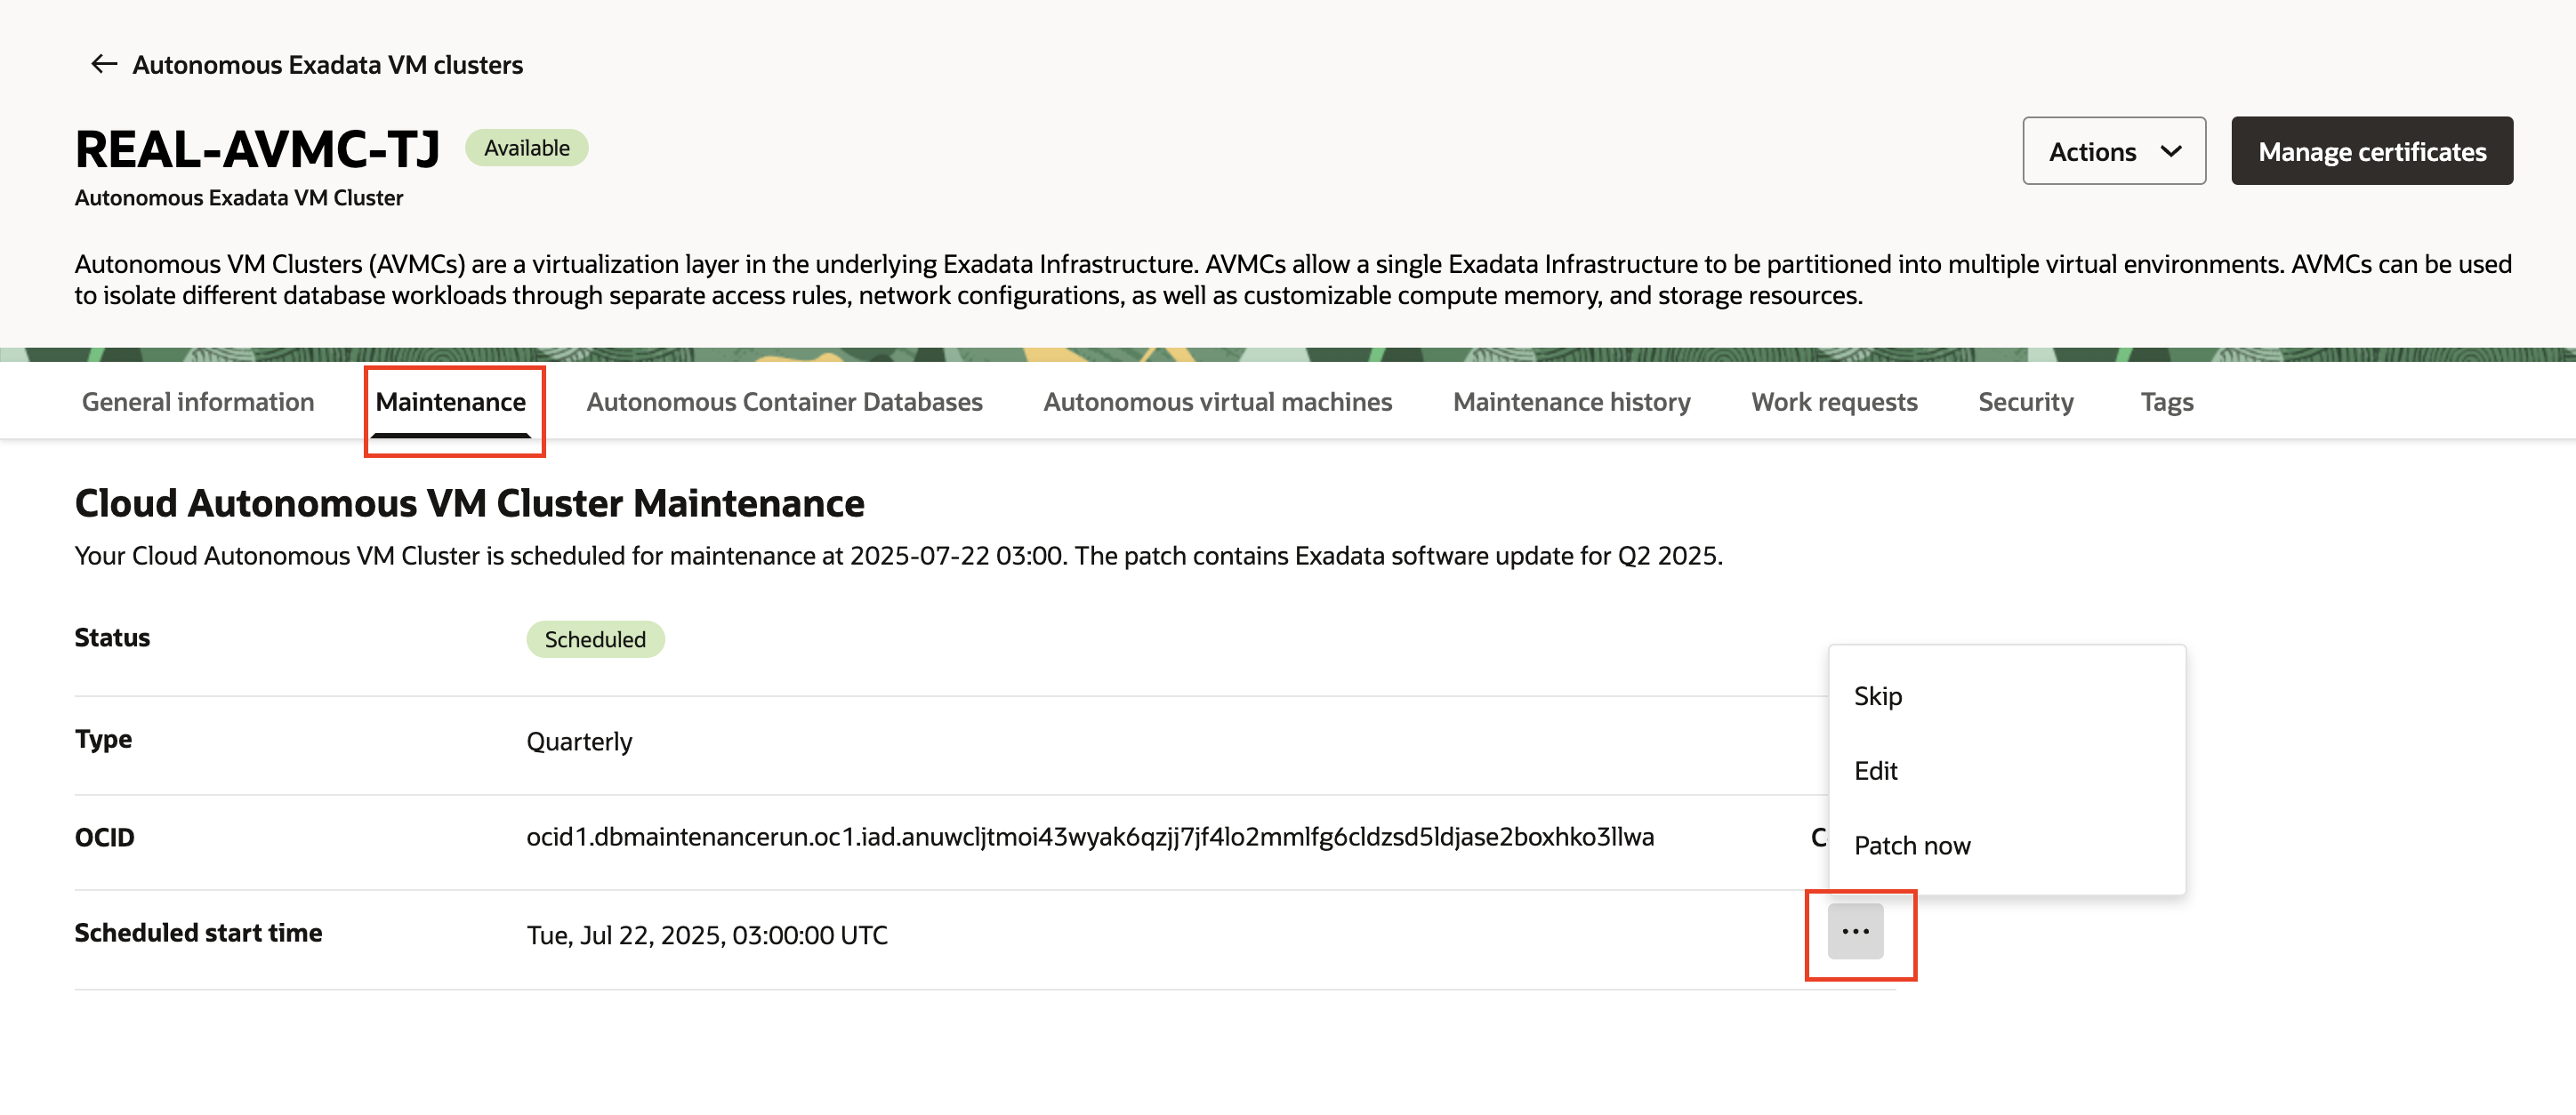 Autonomous Exadata VM clusters
REAL-AVMC-TJ Available
Actions Manage certificates
Autonomous Exadata VM Cluster
Autonomous VM Clusters (AVMCs) are a virtualization layer in the underlying Exadata Infrastructure. AVMCs allow a single Exadata Infrastructure to be partitioned into multiple virtual environments. AVMCs can be used
to isolate different database workloads through separate access rules, network configurations, as well as customizable compute memory, and storage resources.
General information Maintenance Autonomous Container Databases Autonomous virtual machines Maintenance history Work requests Security Tags
Cloud Autonomous VM Cluster Maintenance
Your Cloud Autonomous VM Cluster is scheduled for maintenance at 2025-07-22 03:00. The patch contains Exadata software update for Q2 2025.
Status Scheduled
Skip
Type Quarterly
Edit
OCID ocid1.dbmaintenancerun.oc1.iad.anuwcljtmoi43wyak6qzjj7jf4lo2mmlfg6cldzsd5ldjase2boxhko3llwa
Patch now
Scheduled start time Tue, Jul 22, 2025, 03:00:00 UTC